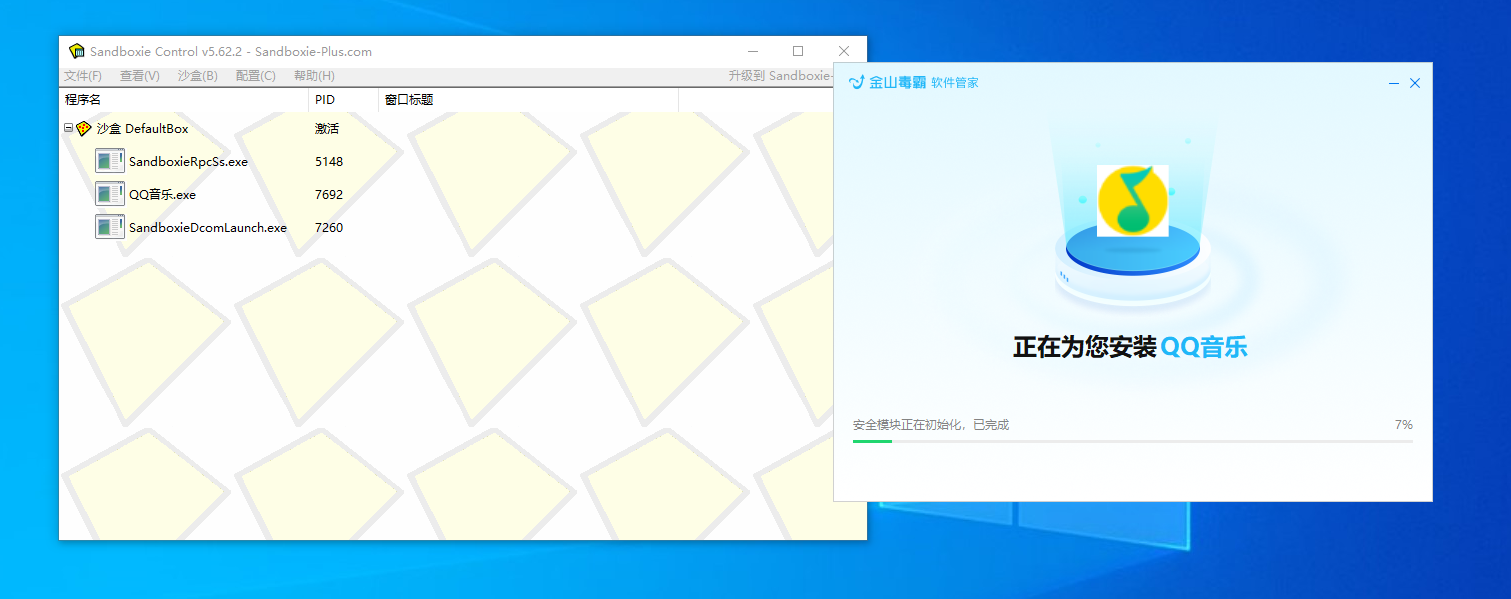 Sandboxie Control v5.62.2 - Sandboxie-Plus.com
文件(F) 查看(V) 沙盒(B) 配置(C) 帮助(H) 升级到 Sandboxie-
程序名 PID 窗口标题
沙盒 DefaultBox 激活
SandboxieRpcSs.exe 5148
QQ音乐.exe 7692
SandboxieDcomLaunch.exe 7260
金山毒霸 软件管家
正在为您安装QQ音乐
安全模块正在初始化，已完成 7%